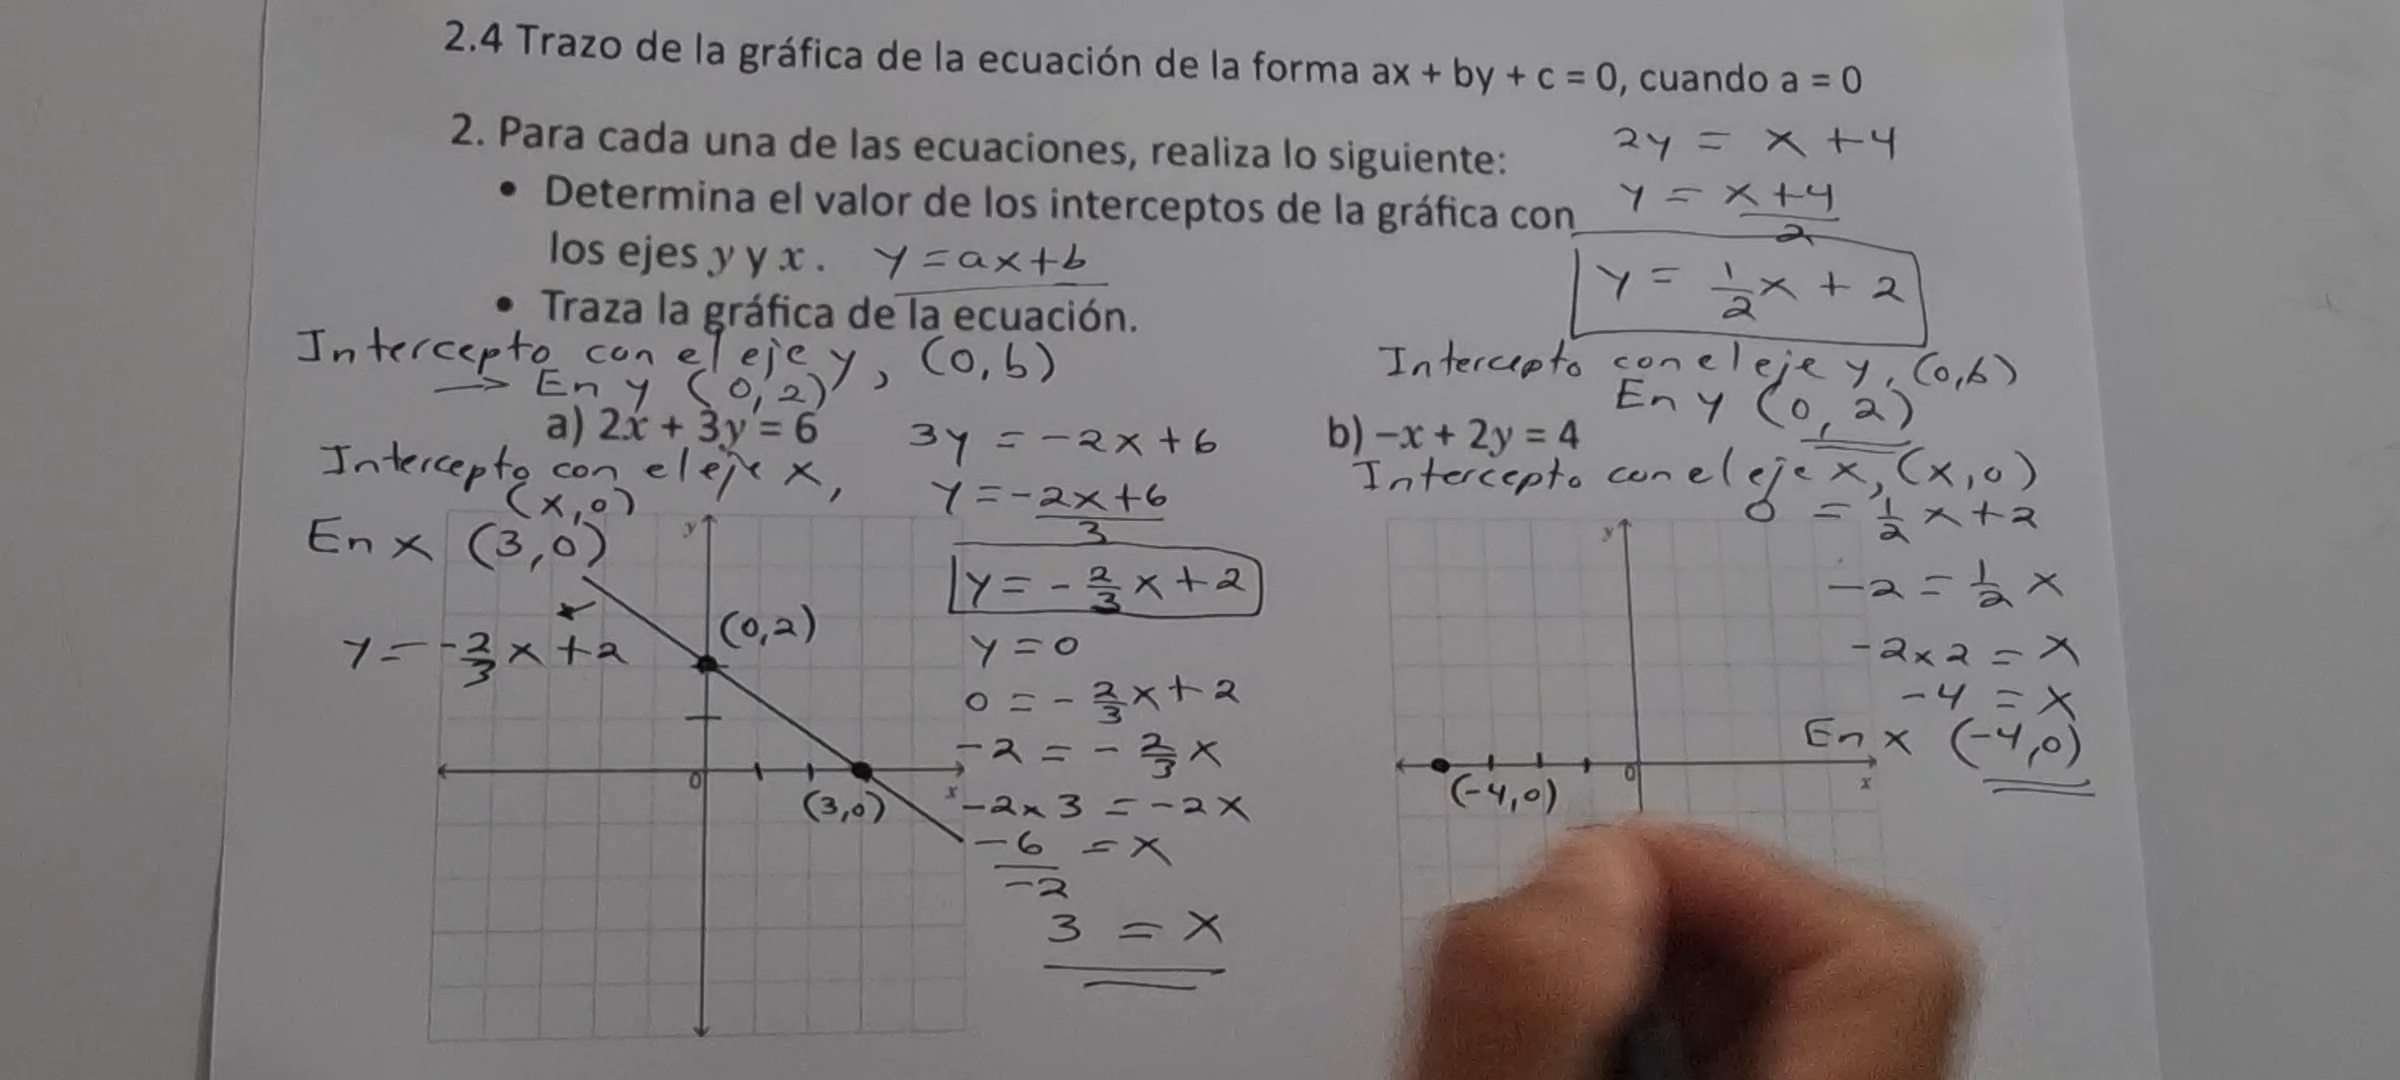 2.4 Trazo de la gráfica de la ecuación de la forma ax + by + c = 0, cuando a = 0
2. Para cada una de las ecuaciones, realiza lo siguiente:
• Determina el valor de los interceptos de la gráfica con
los ejes y y x. y = ax + b
• Traza la gráfica de la ecuación.
Intercepto con el eje y, (0,b)
→ En y (0,2)
a) 2x + 3y = 6
Intercepto con el eje x,
(x,0)
En x (3,0)
y = -2/3 x + 2
3y = -2x + 6
y = -2x+6/3
y = -2/3 x + 2
y = 0
0 = -2/3 x + 2
-2 = -2/3 x
-2x3 = -2x
-6/-2 = x
3 = x
y
(0,2)
0
x
(3,0)
2y = x + 4
y = x+4/2
y = 1/2 x + 2
Intercepto con el eje y, (0,b)
En y (0,2)
b) −x + 2y = 4
Intercepto con el eje x, (x,0)
0 = 1/2 x + 2
-2 = 1/2 x
-2x2 = x
-4 = x
En x (-4,0)
y
0
x
(-4,0)